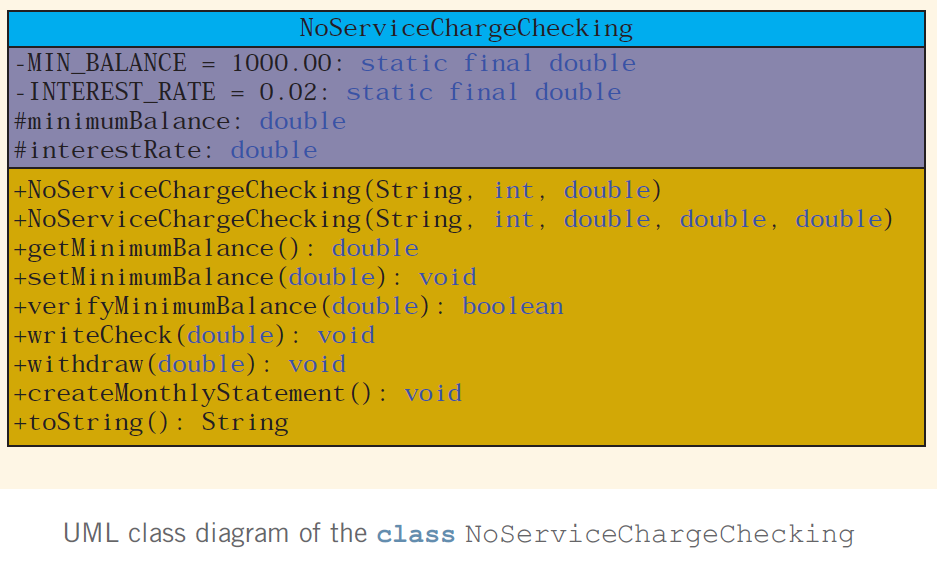 NoServiceChargeChecking
-MIN_BALANCE = 1000.00: static final double
-INTEREST_RATE = 0.02: static final double
#minimumBalance: double
#interestRate: double
+NoServiceChargeChecking(String, int, double)
+NoServiceChargeChecking(String, int, double, double, double)
+getMinimumBalance(): double
+setMinimumBalance(double): void
+verifyMinimumBalance(double): boolean
+writeCheck(double): void
+withdraw(double): void
+createMonthlyStatement(): void
+toString(): String
UML class diagram of the class NoServiceChargeChecking